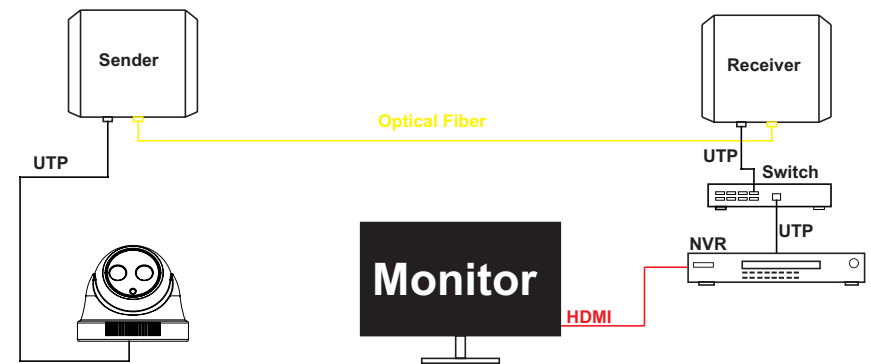 Sender
Receiver
Optical Fiber
UTP
UTP
Switch
UTP
NVR
Monitor
HDMI